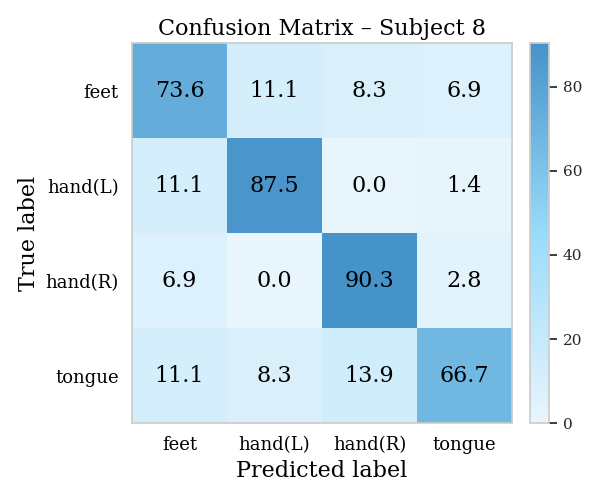 Confusion Matrix – Subject 8
True label
feet 73.6 11.1 8.3 6.9
hand(L) 11.1 87.5 0.0 1.4
hand(R) 6.9 0.0 90.3 2.8
tongue 11.1 8.3 13.9 66.7
feet hand(L) hand(R) tongue
Predicted label
80
60
40
20
0